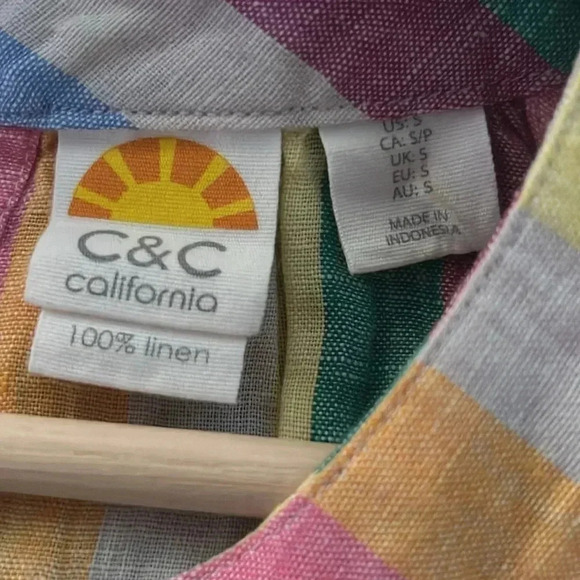 C&C
california
100% linen
US: S
CA: S/P
UK: S
EU: S
AU: S
MADE IN
INDONESIA